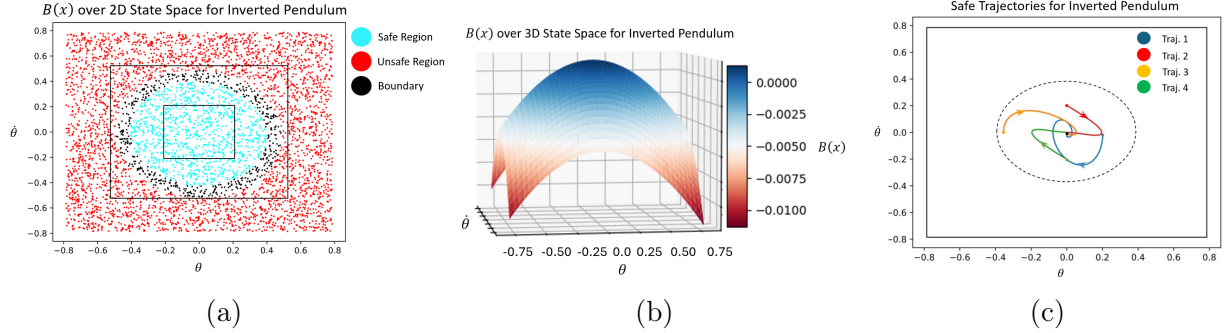 B(x) over 2D State Space for Inverted Pendulum
0.8
0.6
0.4
0.2
0.0
−0.2
−0.4
−0.6
−0.8
θ̇
−0.8 −0.6 −0.4 −0.2 0.0 0.2 0.4 0.6 0.8
θ
Safe Region
Unsafe Region
Boundary
(a)
B(x) over 3D State Space for Inverted Pendulum
θ̇
-0.75 -0.50 -0.25 0.0 0.25 0.50 0.75
θ
0.0000
−0.0025
−0.0050
−0.0075
−0.0100
B(x)
(b)
Safe Trajectories for Inverted Pendulum
0.8
0.6
0.4
0.2
0.0
−0.2
−0.4
−0.6
−0.8
θ̇
−0.8 −0.6 −0.4 −0.2 0.0 0.2 0.4 0.6 0.8
θ
Traj. 1
Traj. 2
Traj. 3
Traj. 4
(c)